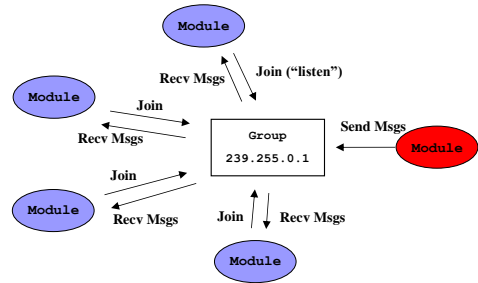 Module
Recv Msgs
Join ("listen")
Module
Join
Recv Msgs
Group
239.255.0.1
Send Msgs
Module
Join
Recv Msgs
Module
Join
Recv Msgs
Module